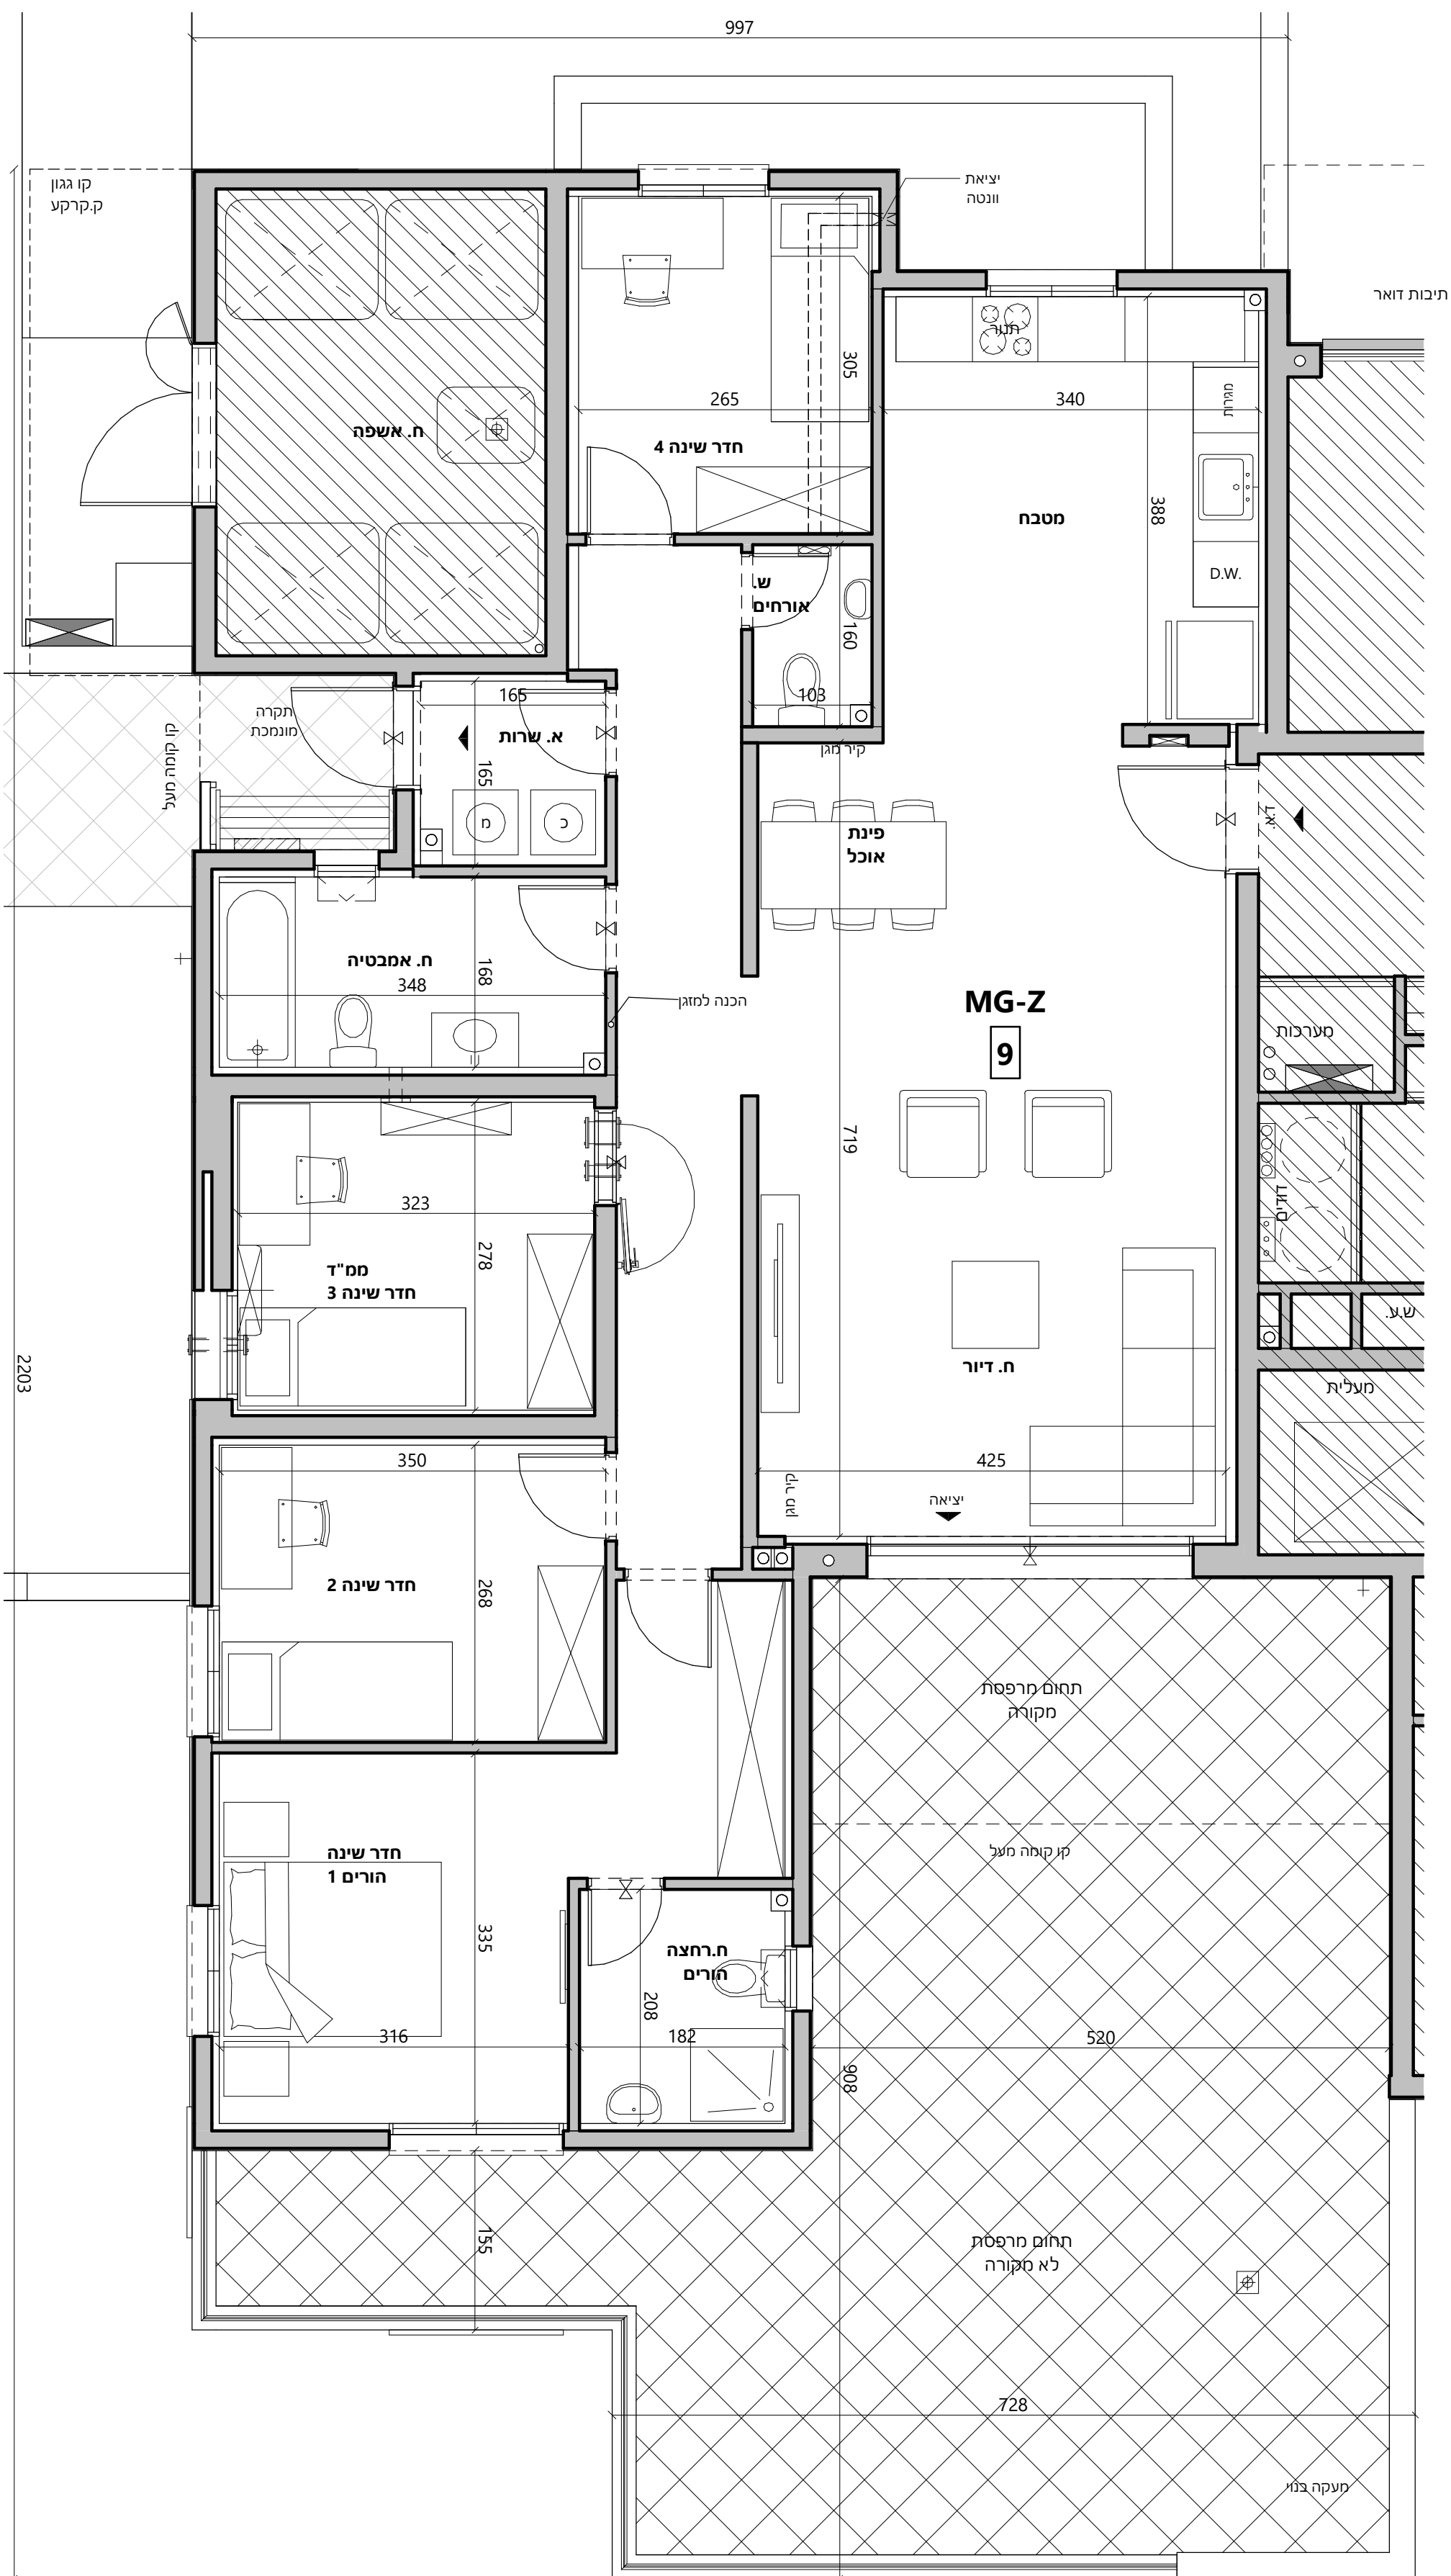 997
קו גגון
ק.קרקע
יציאת
וונטה
תיבות דואר
תנור
305
מגירות
265
340
ח. אשפה
חדר שינה 4
388
מטבח
D.W.
ש.
אורחים
160
165
103
תקרה
מונמכת
קו קומה מעל
א. שרות
קיר מגן
165
מ
כ
ד.א.
פינת
אוכל
ח. אמבטיה
168
348
הכנה למזגן
MG-Z
9
מערכות
719
323
דודים
278
ממ"ד
חדר שינה 3
ש.ע.
2203
ח. דיור
מעלית
350
425
קיר מגן
יציאה
חדר שינה 2
268
תחום מרפסת
מקורה
קו קומה מעל
חדר שינה
הורים 1
335
ח.רחצה
הורים
208
316
182
520
908
155
תחום מרפסת
לא מקורה
728
מעקה בנוי